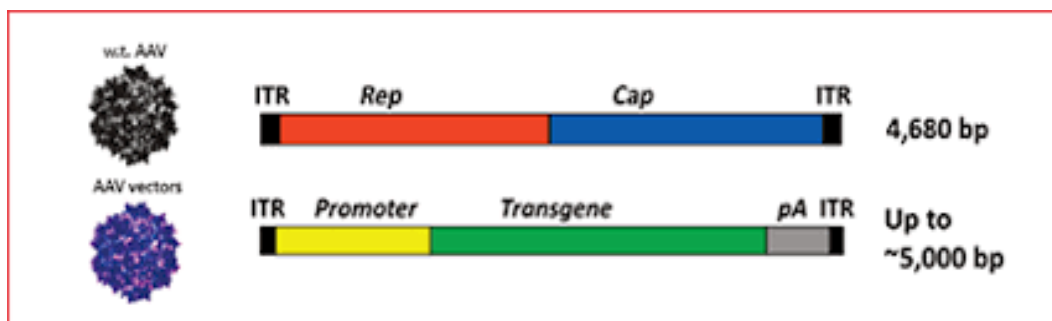 w.t. AAV
ITR Rep Cap ITR
4,680 bp
AAV vectors
ITR Promoter Transgene pA ITR
Up to
~5,000 bp